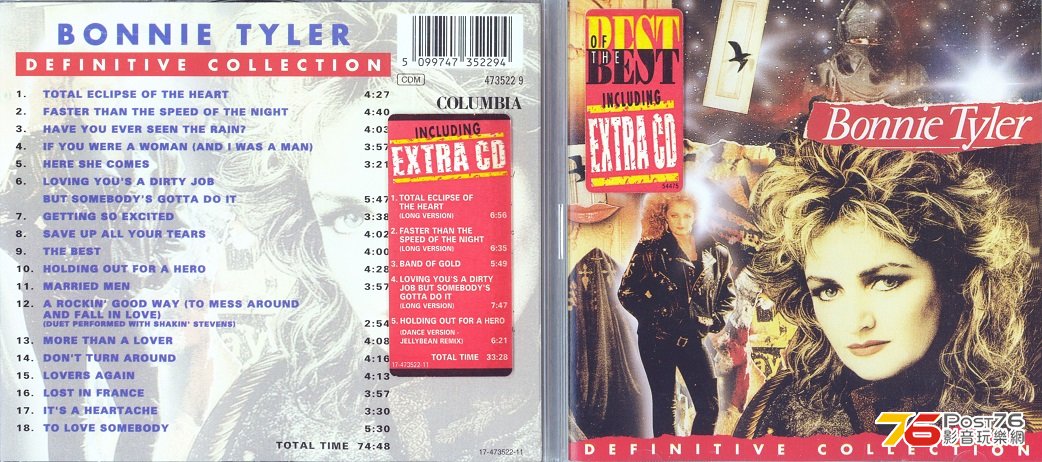 BONNIE TYLER
DEFINITIVE COLLECTION
1. TOTAL ECLIPSE OF THE HEART 4:27
2. FASTER THAN THE SPEED OF THE NIGHT 4:40
3. HAVE YOU EVER SEEN THE RAIN? 4:03
4. IF YOU WERE A WOMAN (AND I WAS A MAN) 3:57
5. HERE SHE COMES 3:21
6. LOVING YOU'S A DIRTY JOB
BUT SOMEBODY'S GOTTA DO IT 5:47
7. GETTING SO EXCITED 3:38
8. SAVE UP ALL YOUR TEARS 4:02
9. THE BEST 4:00
10. HOLDING OUT FOR A HERO 4:28
11. MARRIED MEN 3:57
12. A ROCKIN' GOOD WAY (TO MESS AROUND
AND FALL IN LOVE)
(DUET PERFORMED WITH SHAKIN' STEVENS) 2:54
13. MORE THAN A LOVER 4:08
14. DON'T TURN AROUND 4:16
15. LOVERS AGAIN 4:13
16. LOST IN FRANCE 3:57
17. IT'S A HEARTACHE 3:30
18. TO LOVE SOMEBODY 5:30
TOTAL TIME 74:48
5 099747 352294
CDM 473522 9
COLUMBIA
INCLUDING
EXTRA CD
1. TOTAL ECLIPSE OF
THE HEART
(LONG VERSION) 6:56
2. FASTER THAN THE
SPEED OF THE NIGHT
(LONG VERSION) 6:35
3. BAND OF GOLD 5:49
4. LOVING YOU'S A DIRTY
JOB BUT SOMEBODY'S
GOTTA DO IT
(LONG VERSION) 7:47
5. HOLDING OUT FOR A HERO
(DANCE VERSION -
JELLYBEAN REMIX) 6:21
TOTAL TIME 33:28
17-473522-11
17-473522-11
BEST
OF THE
BEST
INCLUDING
EXTRA CD
54475
Bonnie Tyler
DEFINITIVE COLLECTION
76 POST76
影音玩樂網